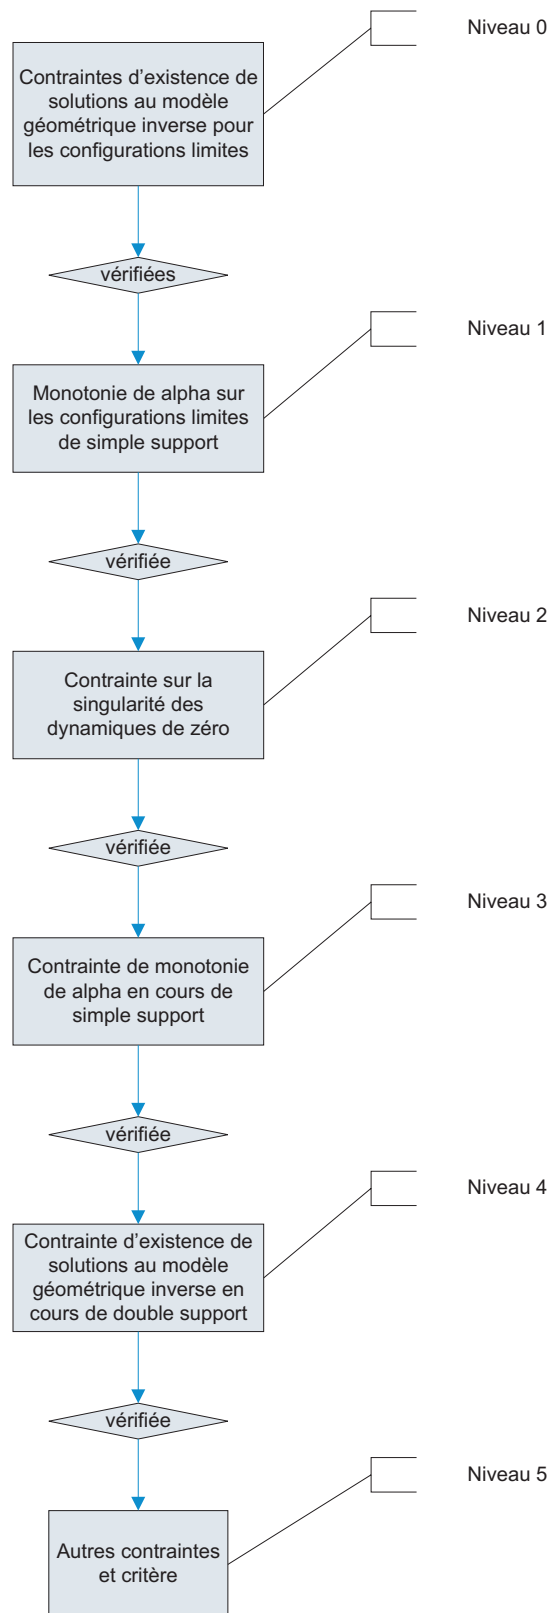 Niveau 0
Contraintes d'existence de
solutions au modèle
géométrique inverse pour
les configurations limites
vérifiées
Niveau 1
Monotonie de alpha sur
les configurations limites
de simple support
vérifiée
Niveau 2
Contrainte sur la
singularité des
dynamiques de zéro
vérifiée
Niveau 3
Contrainte de monotonie
de alpha en cours de
simple support
vérifiée
Niveau 4
Contrainte d'existence de
solutions au modèle
géométrique inverse en
cours de double support
vérifiée
Niveau 5
Autres contraintes
et critère